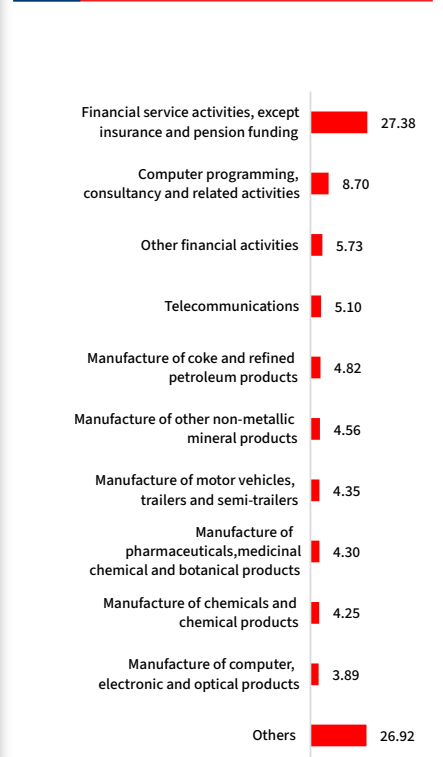 Financial service activities, except
insurance and pension funding
27.38
Computer programming,
consultancy and related activities
8.70
Other financial activities
5.73
Telecommunications
5.10
Manufacture of coke and refined
petroleum products
4.82
Manufacture of other non-metallic
mineral products
4.56
Manufacture of motor vehicles,
trailers and semi-trailers
4.35
Manufacture of
pharmaceuticals,medicinal
chemical and botanical products
4.30
Manufacture of chemicals and
chemical products
4.25
Manufacture of computer,
electronic and optical products
3.89
Others
26.92